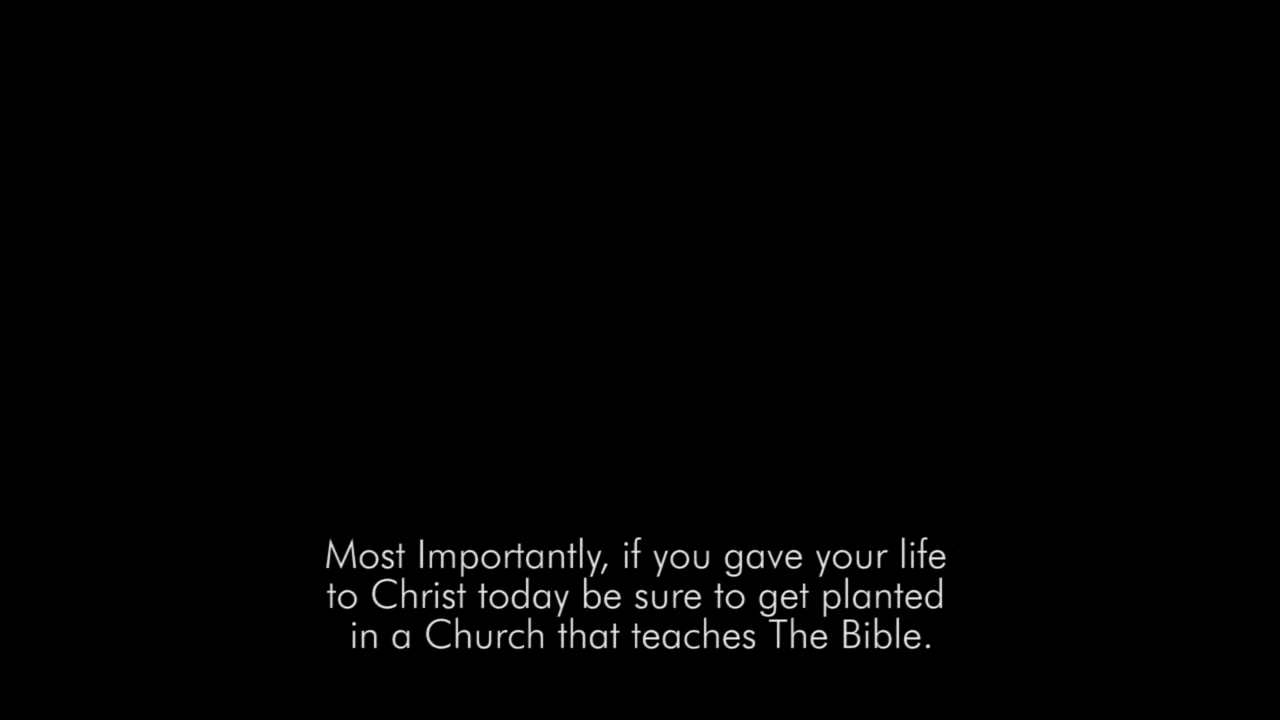 Most Importantly, if you gave your life
to Christ today be sure to get planted
in a Church that teaches The Bible.